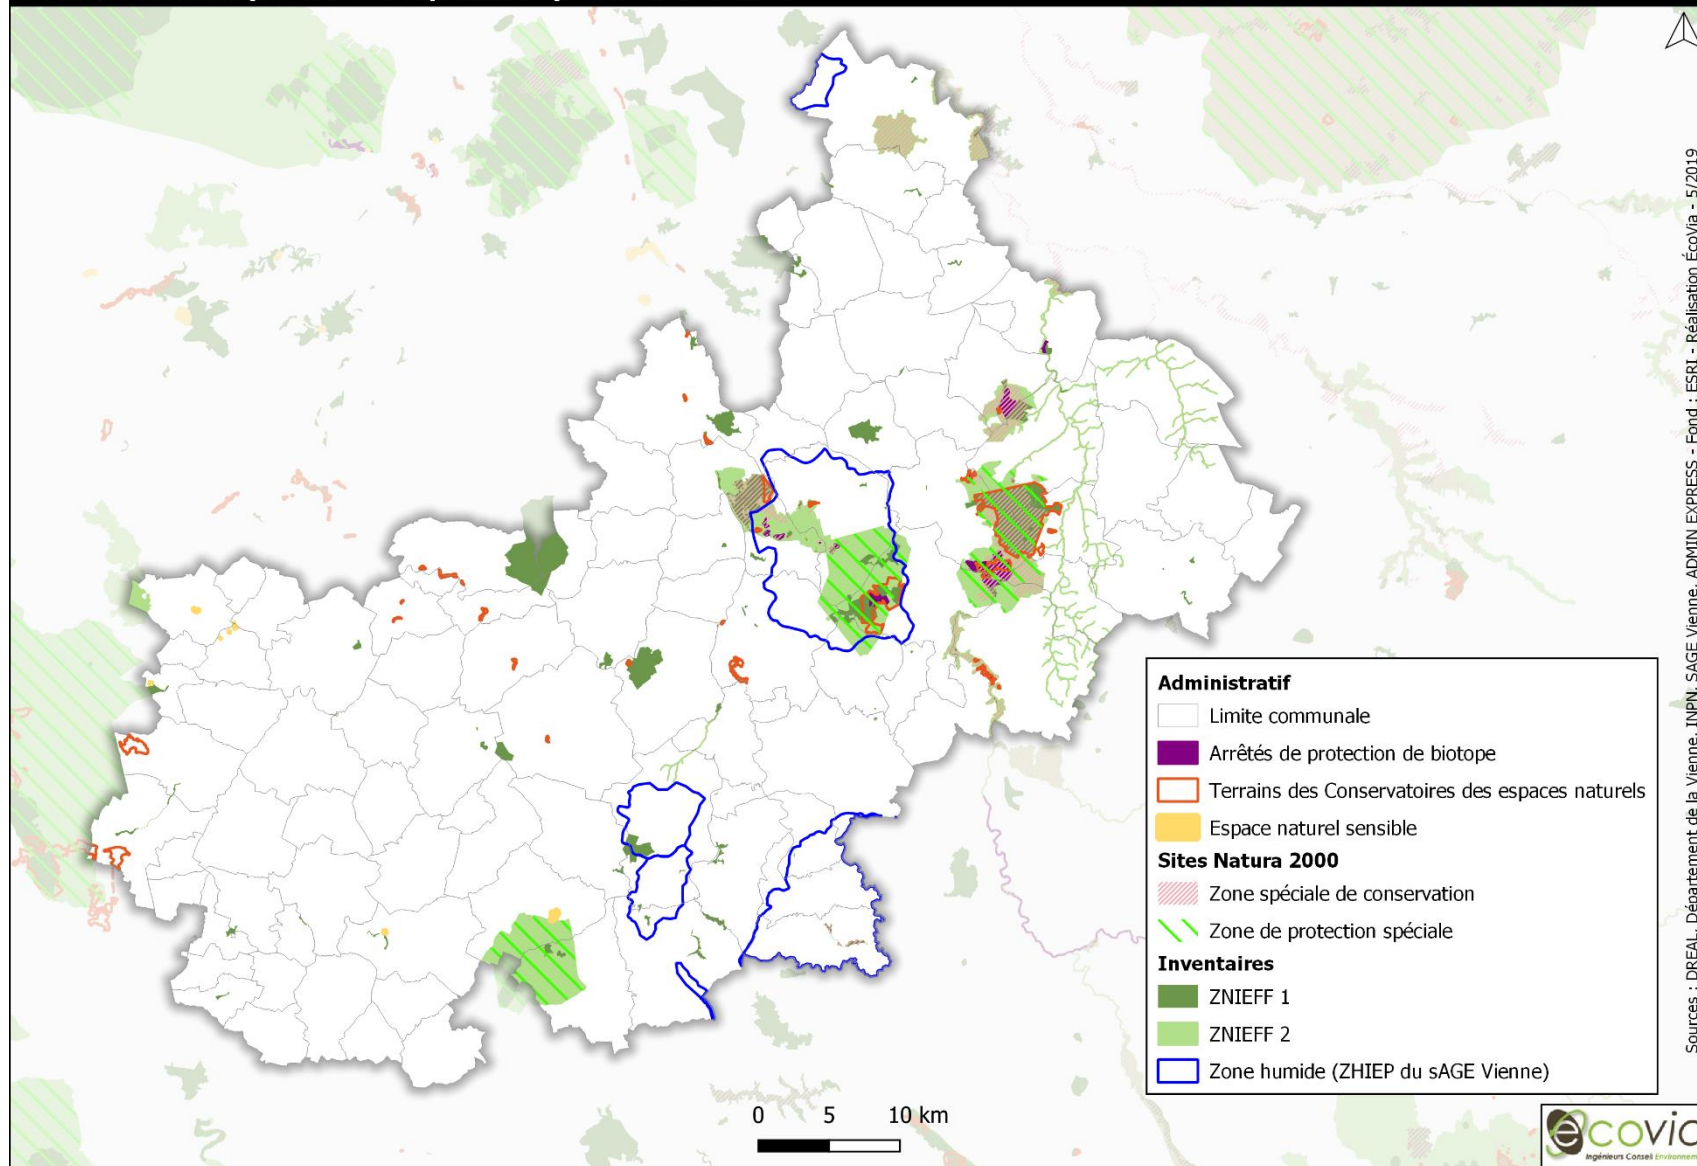 Administratif
Limite communale
Arrêtés de protection de biotope
Terrains des Conservatoires des espaces naturels
Espace naturel sensible
Sites Natura 2000
Zone spéciale de conservation
Zone de protection spéciale
Inventaires
ZNIEFF 1
ZNIEFF 2
Zone humide (ZHIEP du sAGE Vienne)
0 5 10 km
Sources : DREAL, Département de la Vienne, INPN, SAGE Vienne, ADMIN EXPRESS - Fond : ESRI - Réalisation ÉcoVia - 5/2019
ecovia
Ingénieurs Conseil